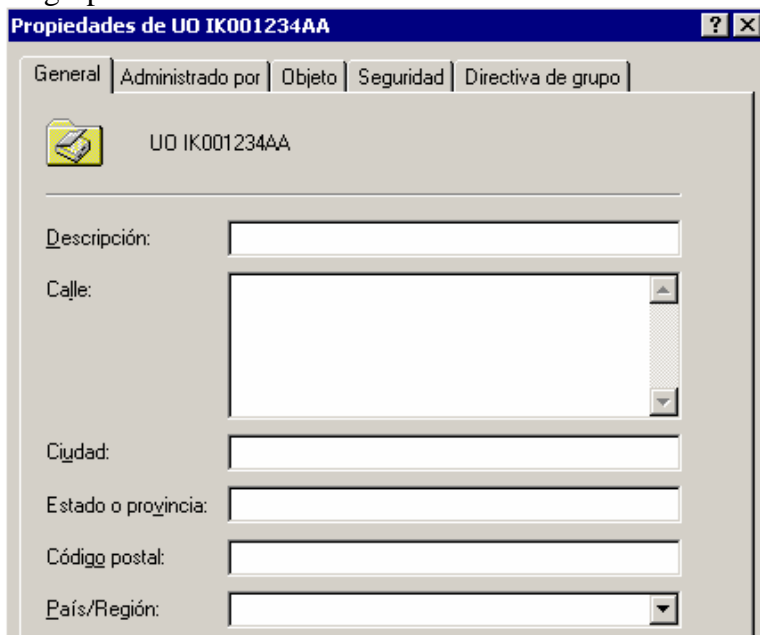 Propiedades de UO IK001234AA
General Administrado por Objeto Seguridad Directiva de grupo
UO IK001234AA
Descripción:
Calle:
Ciudad:
Estado o provincia:
Código postal:
País/Región: